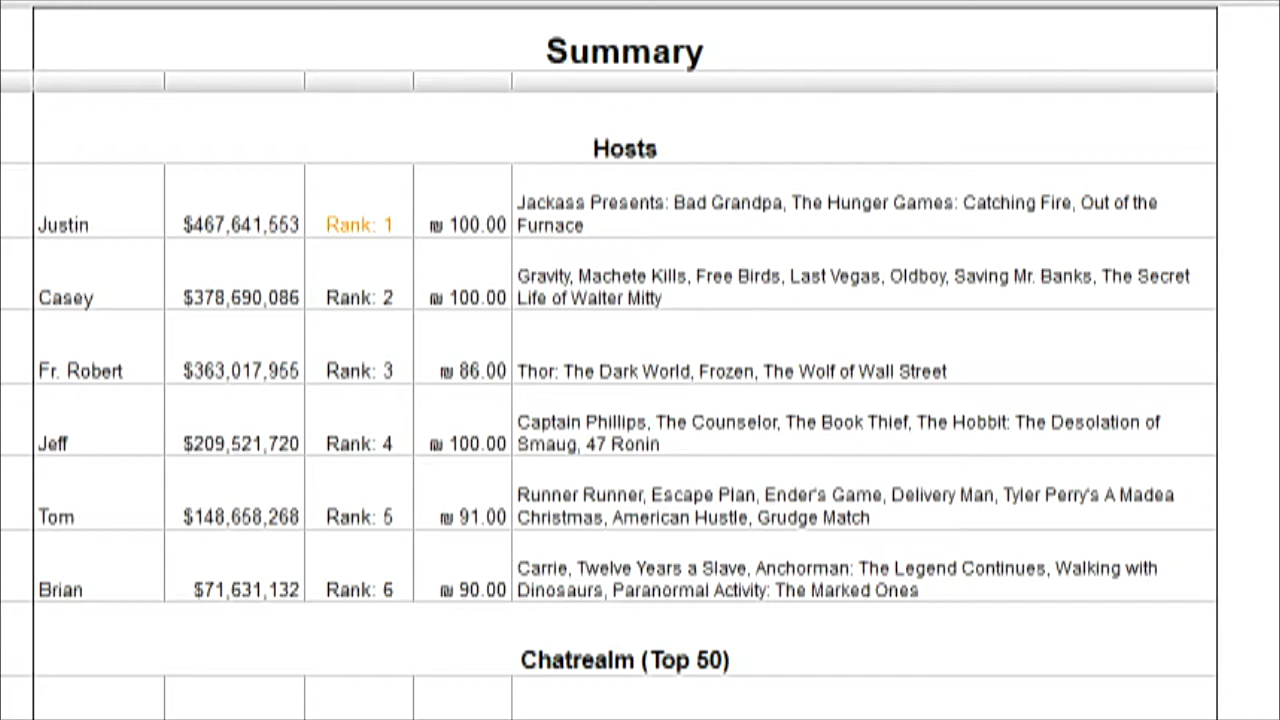 Summary
Hosts
Justin $467,641,553 Rank: 1 ₪ 100.00 Jackass Presents: Bad Grandpa, The Hunger Games: Catching Fire, Out of the
Furnace
Casey $378,690,086 Rank: 2 ₪ 100.00 Gravity, Machete Kills, Free Birds, Last Vegas, Oldboy, Saving Mr. Banks, The Secret
Life of Walter Mitty
Fr. Robert $363,017,955 Rank: 3 ₪ 86.00 Thor: The Dark World, Frozen, The Wolf of Wall Street
Jeff $209,521,720 Rank: 4 ₪ 100.00 Captain Phillips, The Counselor, The Book Thief, The Hobbit: The Desolation of
Smaug, 47 Ronin
Tom $148,658,268 Rank: 5 ₪ 91.00 Runner Runner, Escape Plan, Ender's Game, Delivery Man, Tyler Perry's A Madea
Christmas, American Hustle, Grudge Match
Brian $71,631,132 Rank: 6 ₪ 90.00 Carrie, Twelve Years a Slave, Anchorman: The Legend Continues, Walking with
Dinosaurs, Paranormal Activity: The Marked Ones
Chatrealm (Top 50)